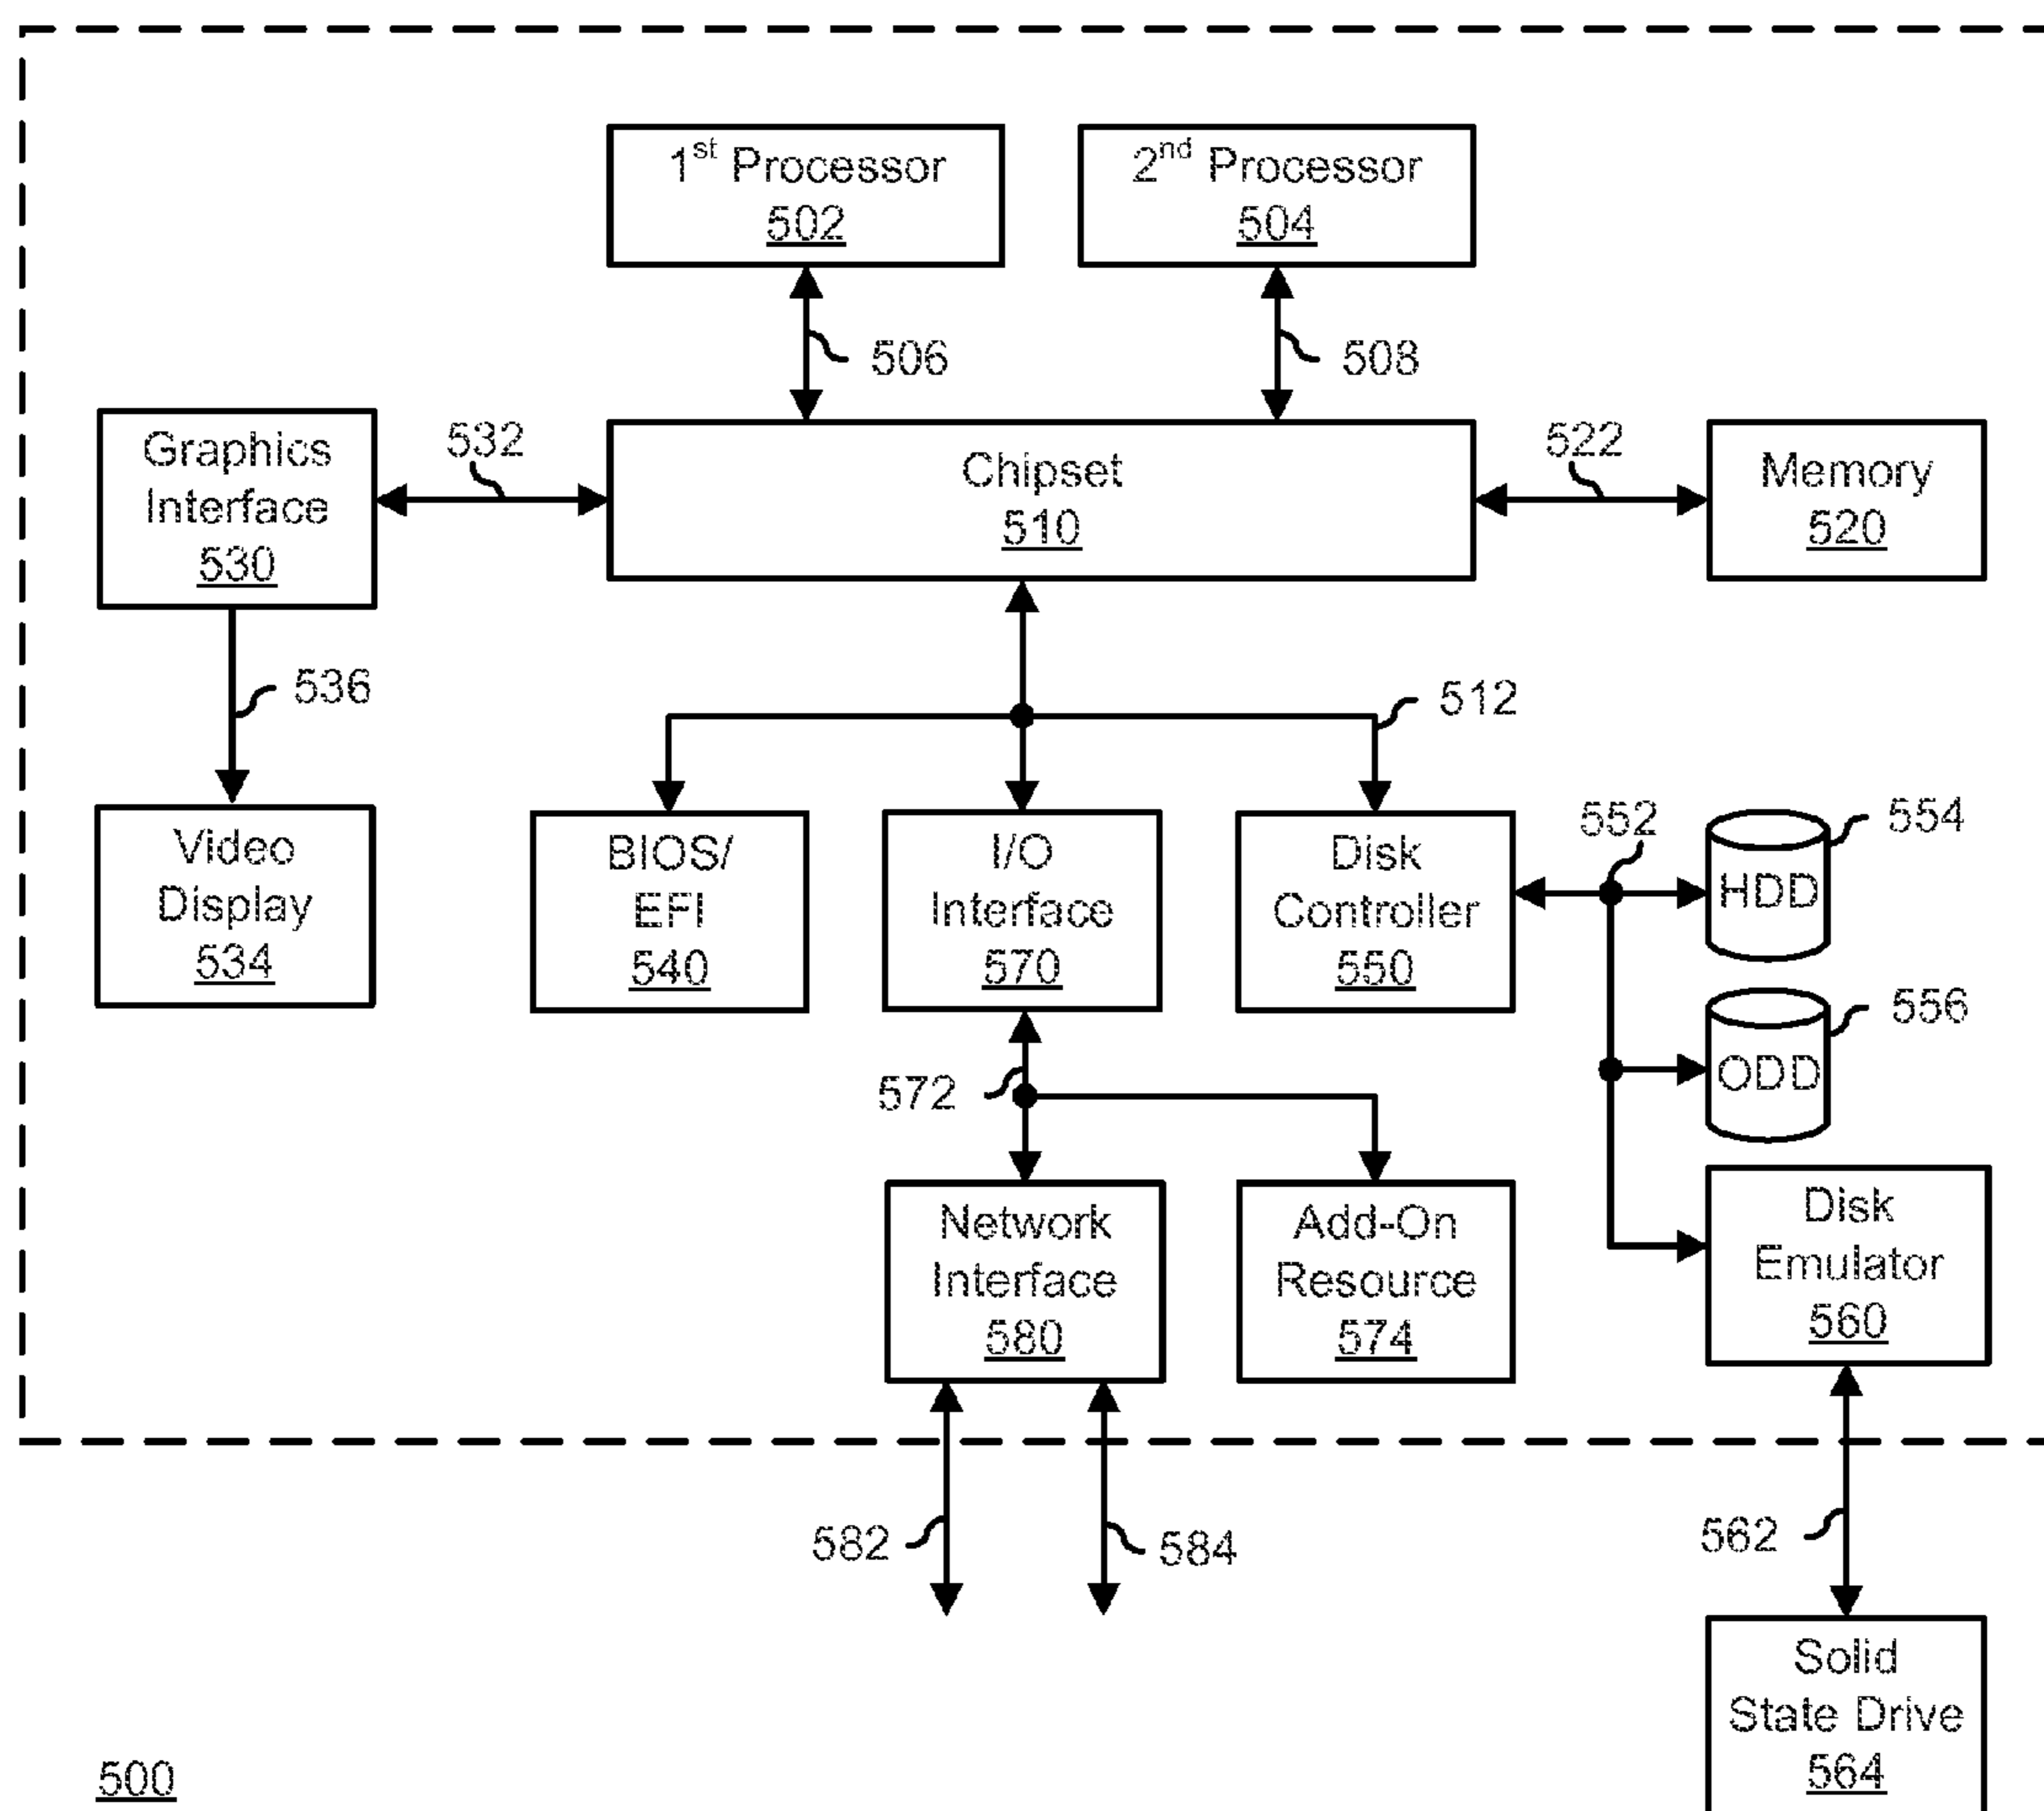 1st Processor
502
2nd Processor
504
506
508
Graphics
Interface
530
532
Chipset
510
522
Memory
520
536
512
Video
Display
534
BIOS/
EFI
540
I/O
Interface
570
Disk
Controller
550
552
HDD
554
ODD
556
572
Network
Interface
580
Add-On
Resource
574
Disk
Emulator
560
582
584
562
Solid
State Drive
564
500